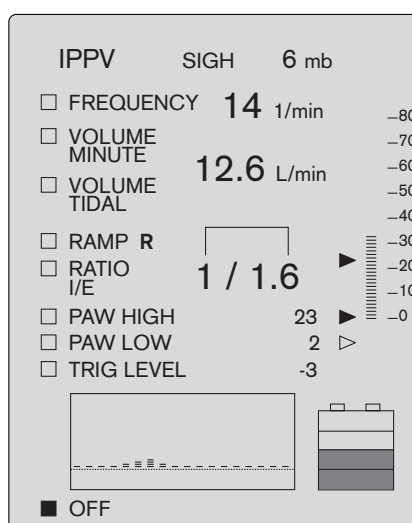 IPPV SIGH 6 mb
FREQUENCY 14 1/min
VOLUME
MINUTE
12.6 L/min
VOLUME
TIDAL
RAMP R
RATIO
I/E
1 / 1.6
PAW HIGH 23
PAW LOW 2
TRIG LEVEL -3
OFF
–80
–70
–60
–50
–40
–30
–20
–10
–0